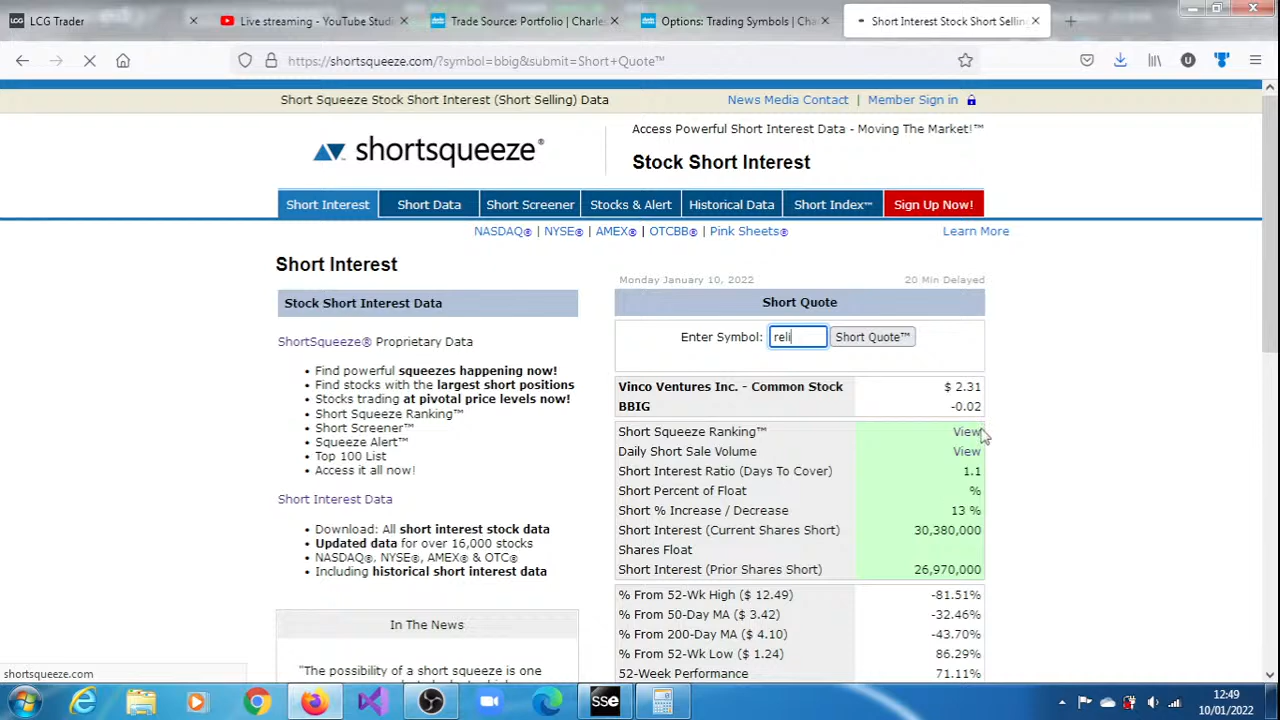 LCG Trader
Live streaming - YouTube Studi
Trade Source: Portfolio | Charle
Options: Trading Symbols | Cha
Short Interest Stock Short Sellin
https://shortsqueeze.com/?symbol=bbig&submit=Short+Quote™
Short Squeeze Stock Short Interest (Short Selling) Data
News Media Contact | Member Sign in
shortsqueeze
Access Powerful Short Interest Data - Moving The Market!™
Stock Short Interest
Short Interest
Short Data
Short Screener
Stocks & Alert
Historical Data
Short Index™
Sign Up Now!
NASDAQ® | NYSE® | AMEX® | OTCBB® | Pink Sheets®
Learn More
Short Interest
Stock Short Interest Data
ShortSqueeze® Proprietary Data
• Find powerful squeezes happening now!
• Find stocks with the largest short positions
• Stocks trading at pivotal price levels now!
• Short Squeeze Ranking™
• Short Screener™
• Squeeze Alert™
• Top 100 List
• Access it all now!
Short Interest Data
• Download: All short interest stock data
• Updated data for over 16,000 stocks
• NASDAQ®, NYSE®, AMEX® & OTC®
• Including historical short interest data
In The News
"The possibility of a short squeeze is one
Monday January 10, 2022
20 Min Delayed
Short Quote
Enter Symbol: reli Short Quote™
Vinco Ventures Inc. - Common Stock $ 2.31
BBIG -0.02
Short Squeeze Ranking™ View
Daily Short Sale Volume View
Short Interest Ratio (Days To Cover) 1.1
Short Percent of Float %
Short % Increase / Decrease 13 %
Short Interest (Current Shares Short) 30,380,000
Shares Float
Short Interest (Prior Shares Short) 26,970,000
% From 52-Wk High ($ 12.49) -81.51%
% From 50-Day MA ($ 3.42) -32.46%
% From 200-Day MA ($ 4.10) -43.70%
% From 52-Wk Low ($ 1.24) 86.29%
52-Week Performance 71.11%
shortsqueeze.com
sse
12:49
10/01/2022